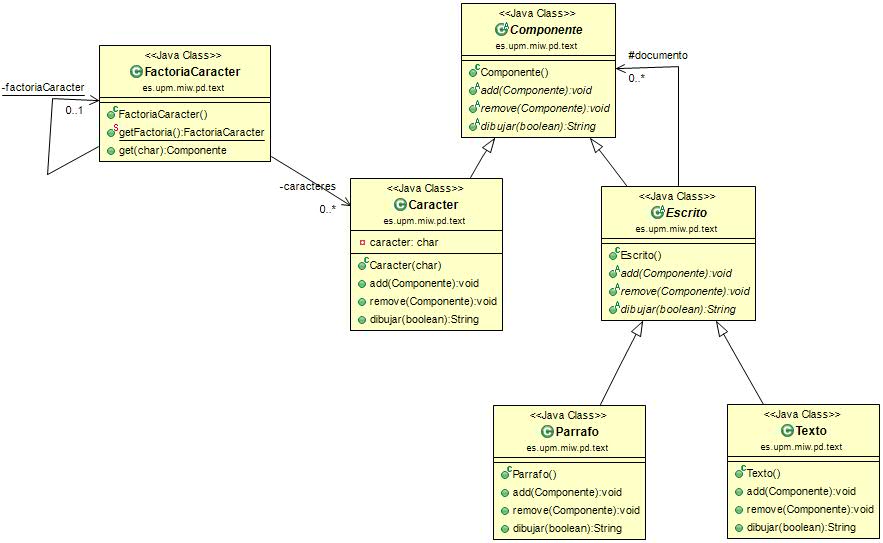 <<Java Class>>
Componente
es.upm.miw.pd.text
Componente()
add(Componente):void
remove(Componente):void
dibujar(boolean):String
#documento
0..*
<<Java Class>>
FactoriaCaracter
es.upm.miw.pd.text
FactoriaCaracter()
getFactoria():FactoriaCaracter
get(char):Componente
-factoriaCaracter
0..1
-caracteres
0..*
<<Java Class>>
Caracter
es.upm.miw.pd.text
caracter: char
Caracter(char)
add(Componente):void
remove(Componente):void
dibujar(boolean):String
<<Java Class>>
Escrito
es.upm.miw.pd.text
Escrito()
add(Componente):void
remove(Componente):void
dibujar(boolean):String
<<Java Class>>
Parrafo
es.upm.miw.pd.text
Parrafo()
add(Componente):void
remove(Componente):void
dibujar(boolean):String
<<Java Class>>
Texto
es.upm.miw.pd.text
Texto()
add(Componente):void
remove(Componente):void
dibujar(boolean):String